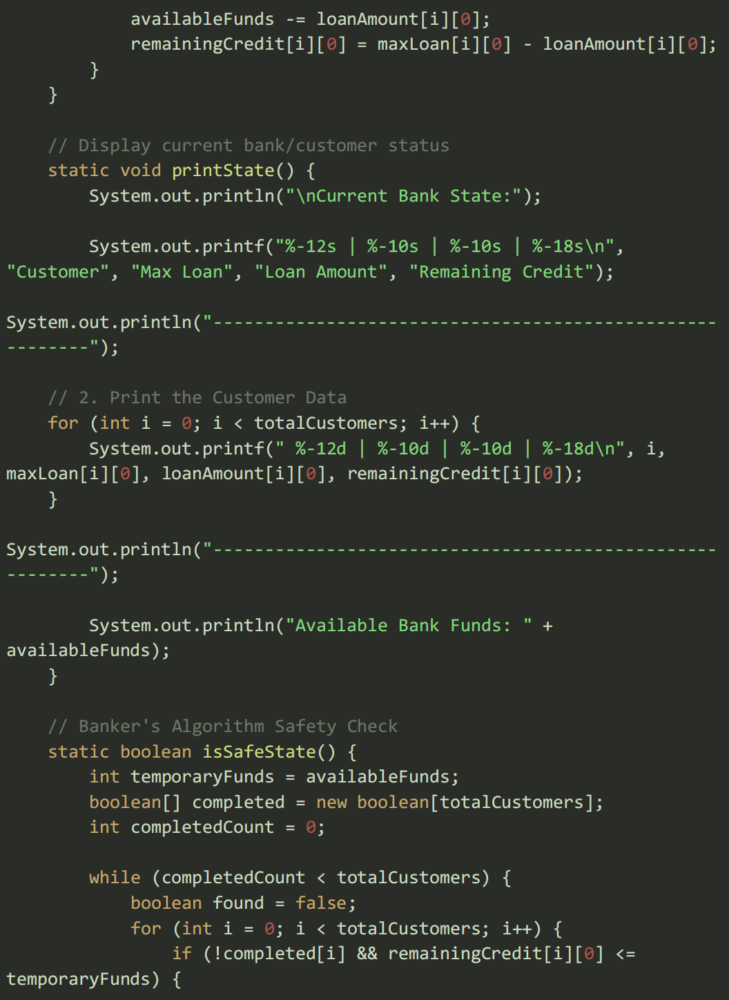 availableFunds -= loanAmount[i][0];
            remainingCredit[i][0] = maxLoan[i][0] - loanAmount[i][0];
        }
    }

    // Display current bank/customer status
    static void printState() {
        System.out.println("\nCurrent Bank State:");

        System.out.printf("%-12s | %-10s | %-10s | %-18s\n",
"Customer", "Max Loan", "Loan Amount", "Remaining Credit");

System.out.println("-------------------------------------------------
--------");

    // 2. Print the Customer Data
    for (int i = 0; i < totalCustomers; i++) {
        System.out.printf(" %-12d | %-10d | %-10d | %-18d\n", i,
maxLoan[i][0], loanAmount[i][0], remainingCredit[i][0]);
    }

System.out.println("-------------------------------------------------
--------");

        System.out.println("Available Bank Funds: " +
availableFunds);
    }

    // Banker's Algorithm Safety Check
    static boolean isSafeState() {
        int temporaryFunds = availableFunds;
        boolean[] completed = new boolean[totalCustomers];
        int completedCount = 0;

        while (completedCount < totalCustomers) {
            boolean found = false;
            for (int i = 0; i < totalCustomers; i++) {
                if (!completed[i] && remainingCredit[i][0] <=
temporaryFunds) {